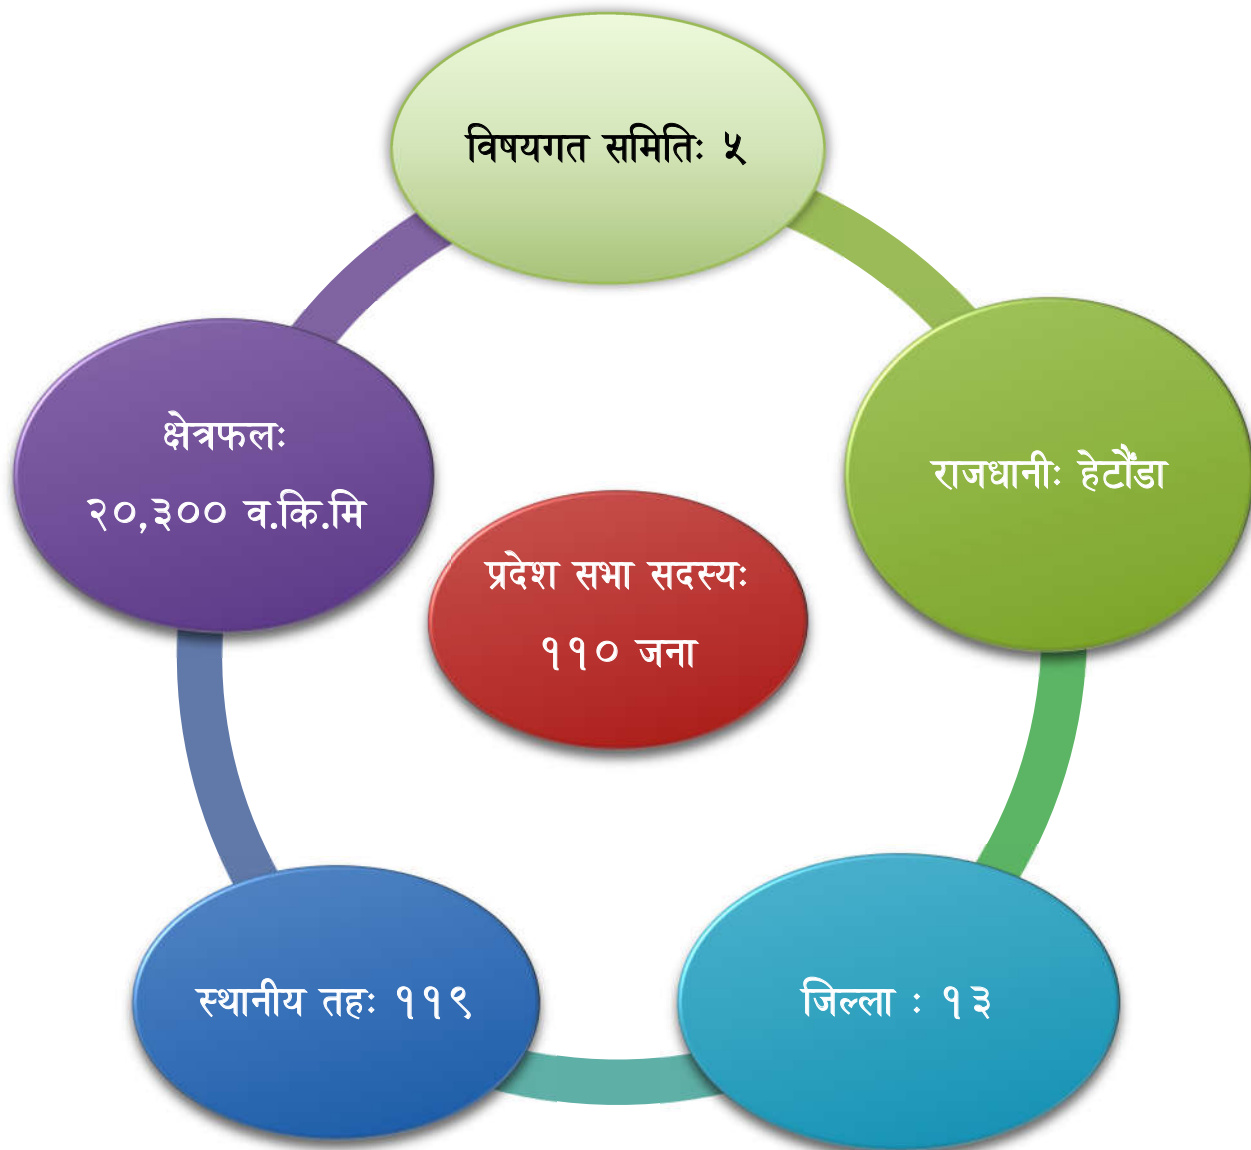 विषयगत समितिः ५
राजधानीः हेटौंडा
जिल्ला : १३
स्थानीय तहः ११९
क्षेत्रफलः
२०,३०० व.कि.मि
प्रदेश सभा सदस्यः
११० जना